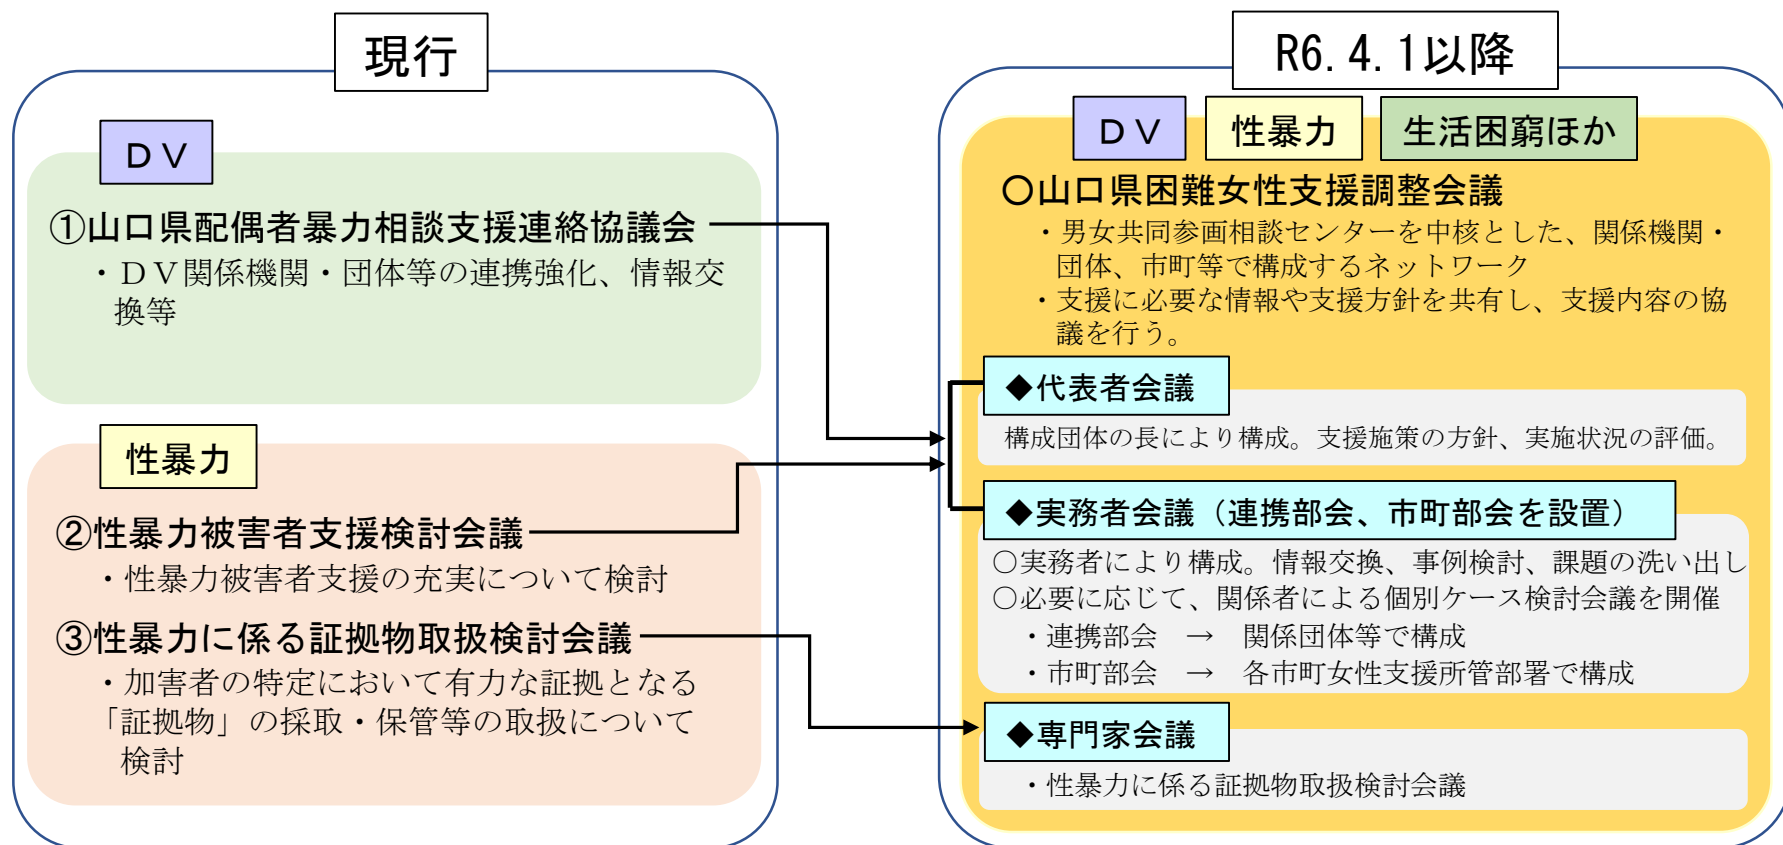 現行
ＤＶ
①山口県配偶者暴力相談支援連絡協議会
・ＤＶ関係機関・団体等の連携強化、情報交
換等
性暴力
②性暴力被害者支援検討会議
・性暴力被害者支援の充実について検討
③性暴力に係る証拠物取扱検討会議
・加害者の特定において有力な証拠となる
「証拠物」の採取・保管等の取扱について
検討
R6.4.1以降
ＤＶ
性暴力
生活困窮ほか
○山口県困難女性支援調整会議
・男女共同参画相談センターを中核とした、関係機関・
団体、市町等で構成するネットワーク
・支援に必要な情報や支援方針を共有し、支援内容の協
議を行う。
◆代表者会議
構成団体の長により構成。支援施策の方針、実施状況の評価。
◆実務者会議（連携部会、市町部会を設置）
○実務者により構成。情報交換、事例検討、課題の洗い出し
○必要に応じて、関係者による個別ケース検討会議を開催
・連携部会　→　関係団体等で構成
・市町部会　→　各市町女性支援所管部署で構成
◆専門家会議
・性暴力に係る証拠物取扱検討会議